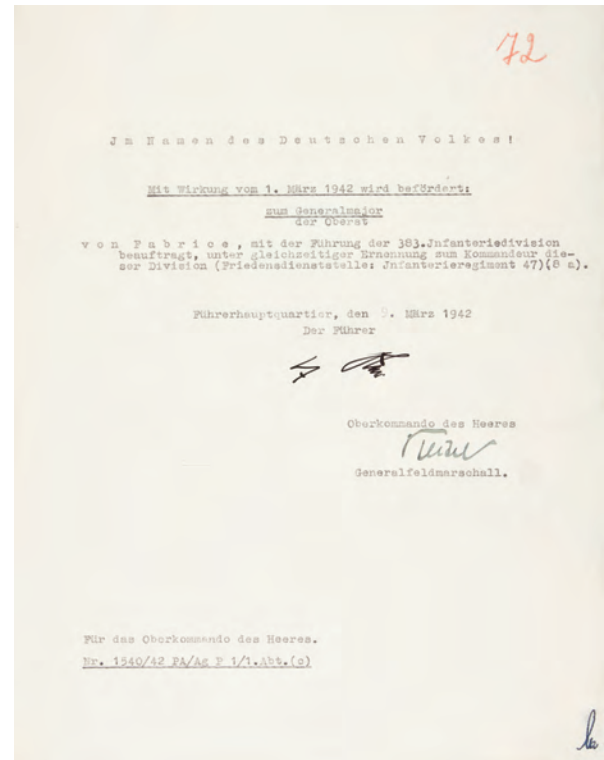 72
Jm Namen des Deutschen Volkes!
Mit Wirkung vom 1. März 1942 wird befördert:
zum Generalmajor
der Oberst
von Fabrice, mit der Führung der 383.Jnfanteriedivision
beauftragt, unter gleichzeitiger Ernennung zum Kommandeur die-
ser Division (Friedensdienststelle: Jnfanterieregiment 47)(8 a).
Führerhauptquartier, den 9. März 1942
Der Führer
Oberkommando des Heeres
Keitel
Generalfeldmarschall.
Für das Oberkommando des Heeres.
Nr. 1540/42 PA/Ag P 1/1.Abt.(c)